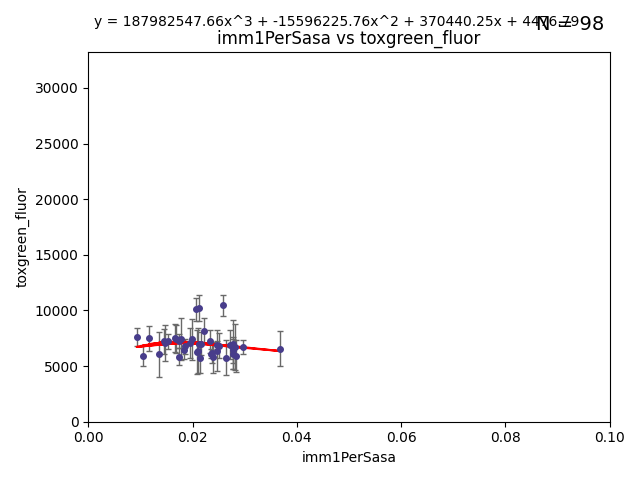 y = 187982547.66x^3 + -15596225.76x^2 + 370440.25x + 4476.79
N = 98
imm1PerSasa vs toxgreen_fluor
30000
25000
20000
15000
10000
5000
0
toxgreen_fluor
0.00 0.02 0.04 0.06 0.08 0.10
imm1PerSasa